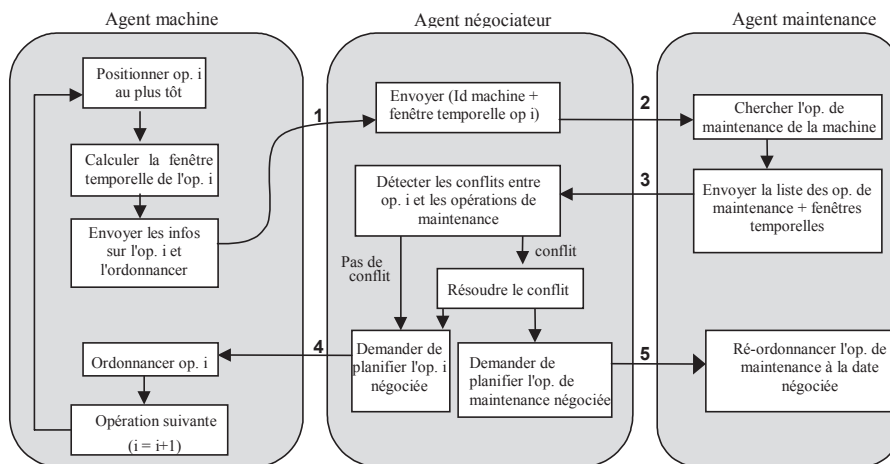 Agent machine
Positionner op. i
au plus tôt
Calculer la fenêtre
temporelle de l'op. i
Envoyer les infos
sur l'op. i et
l'ordonnancer
Ordonnancer op. i
Opération suivante
(i = i+1)
1
Agent négociateur
Envoyer (Id machine +
fenêtre temporelle op i)
Détecter les conflits entre
op. i et les opérations de
maintenance
Pas de
conflit
conflit
Résoudre le conflit
Demander de
planifier l'op. i
négociée
Demander de
planifier l'op. de
maintenance négociée
4
2
3
5
Agent maintenance
Chercher l'op. de
maintenance de la machine
Envoyer la liste des op. de
maintenance + fenêtres
temporelles
Ré-ordonnancer l'op. de
maintenance à la date
négociée